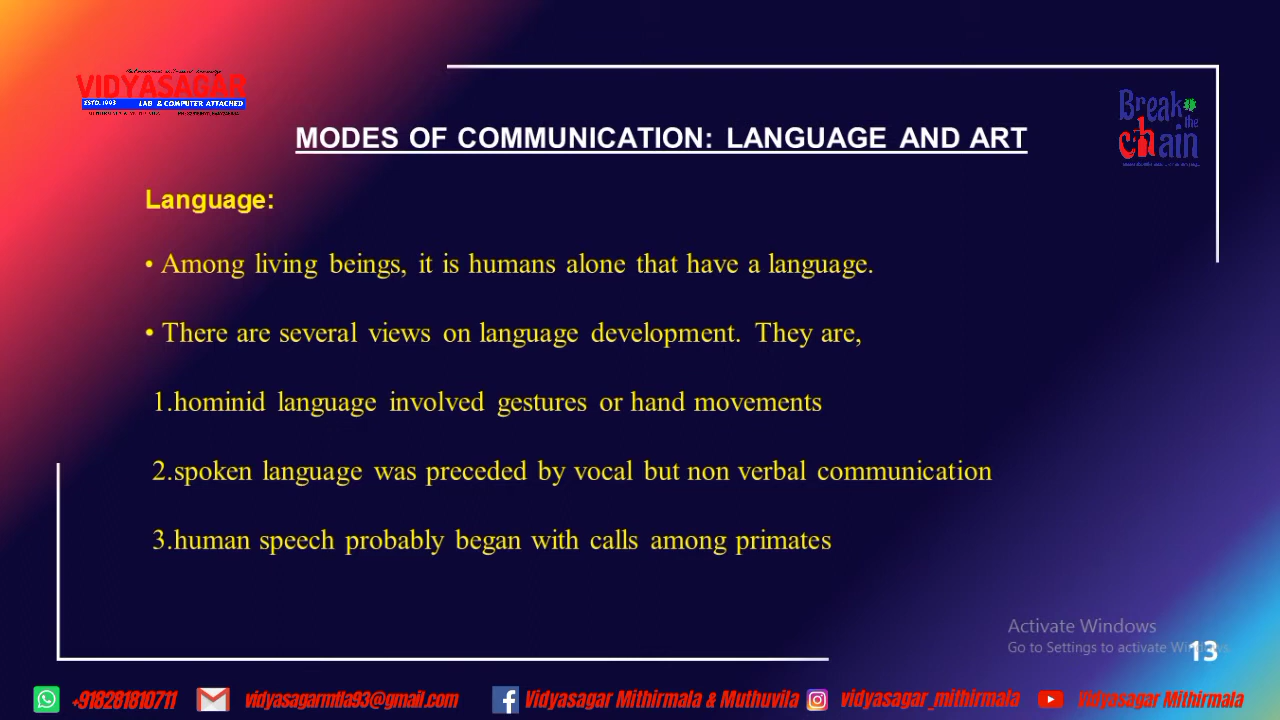 VIDYASAGAR
ESTD. 1993 LAB & COMPUTER ATTACHED
Break
the
chain
MODES OF COMMUNICATION: LANGUAGE AND ART
Language:
• Among living beings, it is humans alone that have a language.
• There are several views on language development. They are,
1.hominid language involved gestures or hand movements
2.spoken language was preceded by vocal but non verbal communication
3.human speech probably began with calls among primates
Activate Windows
Go to Settings to activate Windows.
13
+918281810711 vidyasagarmtla93@gmail.com Vidyasagar Mithirmala & Muthuvila vidyasagar_mithirmala Vidyasagar Mithirmala